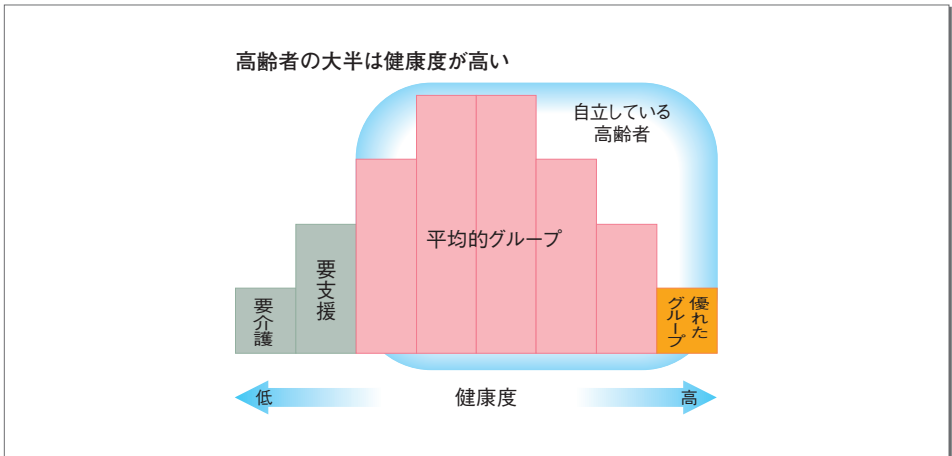 高齢者の大半は健康度が高い
自立している
高齢者
平均的グループ
要介護
要支援
優れた
グループ
低
健康度
高